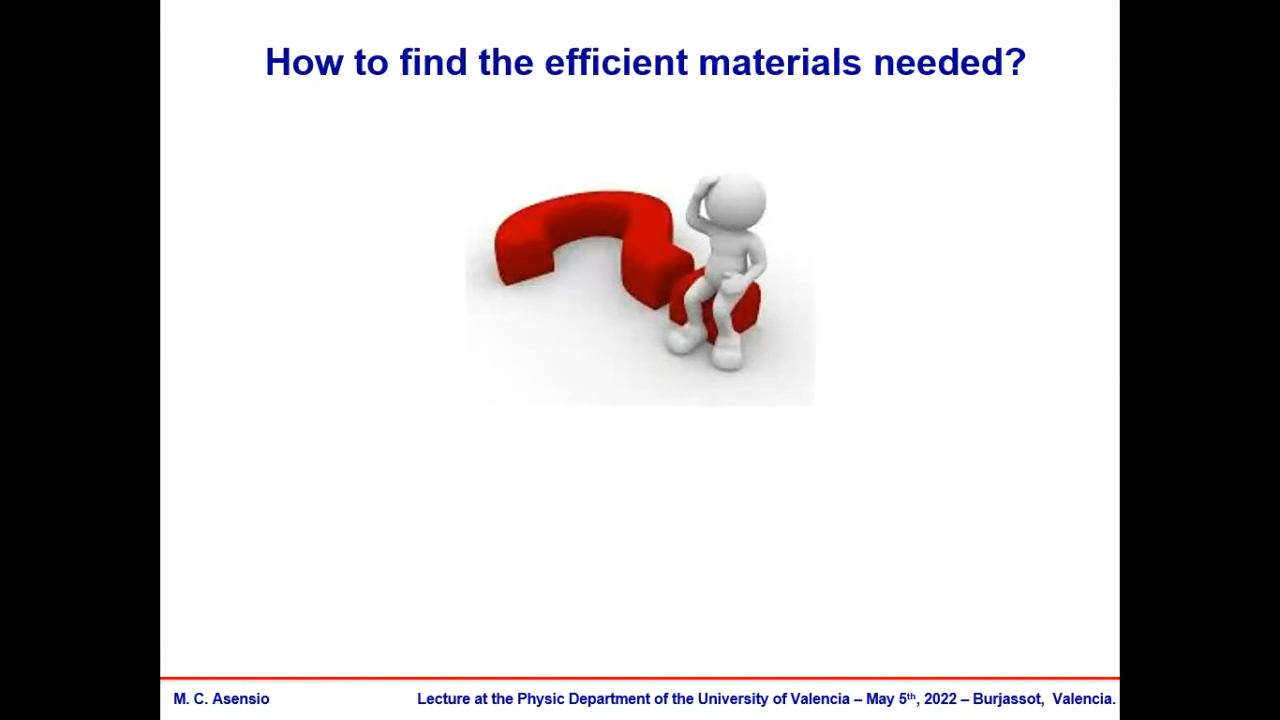 How to find the efficient materials needed?
M. C. Asensio
Lecture at the Physic Department of the University of Valencia – May 5th, 2022 – Burjassot, Valencia.